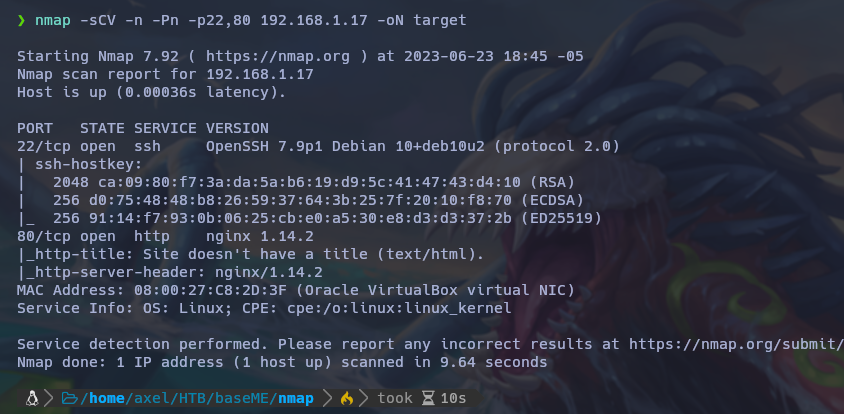 ❯ nmap -sCV -n -Pn -p22,80 192.168.1.17 -oN target
Starting Nmap 7.92 ( https://nmap.org ) at 2023-06-23 18:45 -05
Nmap scan report for 192.168.1.17
Host is up (0.00036s latency).
PORT   STATE SERVICE VERSION
22/tcp open  ssh     OpenSSH 7.9p1 Debian 10+deb10u2 (protocol 2.0)
| ssh-hostkey:
|   2048 ca:09:80:f7:3a:da:5a:b6:19:d9:5c:41:47:43:d4:10 (RSA)
|   256 d0:75:48:48:b8:26:59:37:64:3b:25:7f:20:10:f8:70 (ECDSA)
|_  256 91:14:f7:93:0b:06:25:cb:e0:a5:30:e8:d3:d3:37:2b (ED25519)
80/tcp open  http    nginx 1.14.2
|_http-title: Site doesn't have a title (text/html).
|_http-server-header: nginx/1.14.2
MAC Address: 08:00:27:C8:2D:3F (Oracle VirtualBox virtual NIC)
Service Info: OS: Linux; CPE: cpe:/o:linux:linux_kernel
Service detection performed. Please report any incorrect results at https://nmap.org/submit/
Nmap done: 1 IP address (1 host up) scanned in 9.64 seconds
/home/axel/HTB/baseME/nmap took 10s